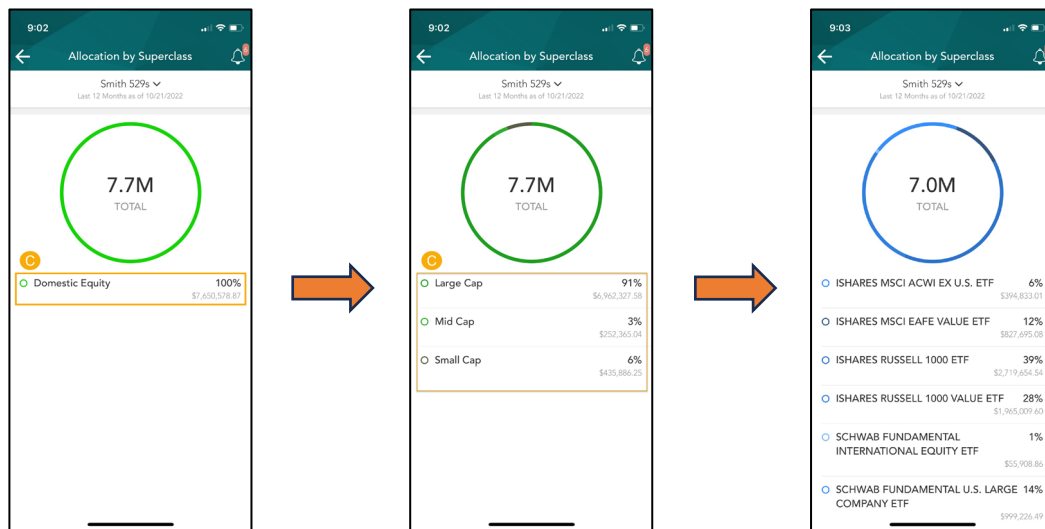 9:02
Allocation by Superclass
6
Smith 529s
Last 12 Months as of 10/21/2022
7.7M
TOTAL
C
Domestic Equity 100%
$7,650,578.87
9:02
Allocation by Superclass
6
Smith 529s
Last 12 Months as of 10/21/2022
7.7M
TOTAL
C
Large Cap 91%
$6,962,327.58
Mid Cap 3%
$252,365.04
Small Cap 6%
$435,886.25
9:03
Allocation by Superclass
6
Smith 529s
Last 12 Months as of 10/21/2022
7.0M
TOTAL
ISHARES MSCI ACWI EX U.S. ETF 6%
$394,833.01
ISHARES MSCI EAFE VALUE ETF 12%
$827,695.08
ISHARES RUSSELL 1000 ETF 39%
$2,719,654.54
ISHARES RUSSELL 1000 VALUE ETF 28%
$1,965,009.60
SCHWAB FUNDAMENTAL 1%
INTERNATIONAL EQUITY ETF
$55,908.86
SCHWAB FUNDAMENTAL U.S. LARGE 14%
COMPANY ETF
$999,226.49